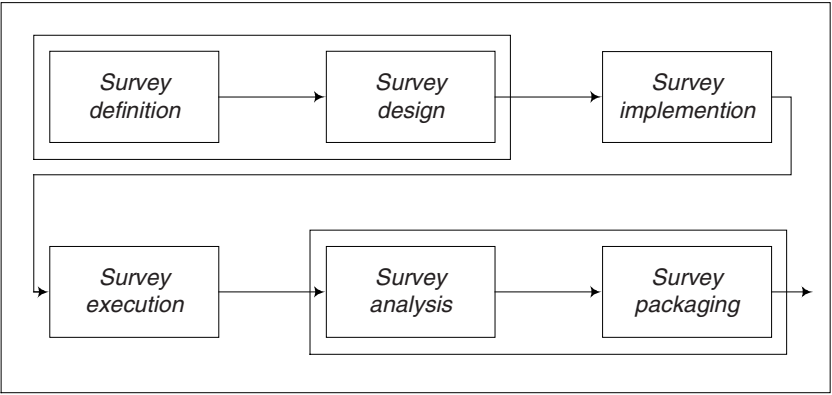 Survey
definition
Survey
design
Survey
implemention
Survey
execution
Survey
analysis
Survey
packaging